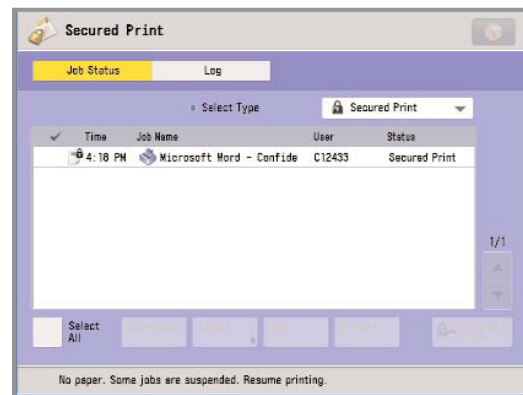 Secured Print
Job Status Log
Select Type Secured Print
Time Job Name User Status
4:18 PM Microsoft Word - Confide C12433 Secured Print
1/1
Select All
No paper. Some jobs are suspended. Resume printing.